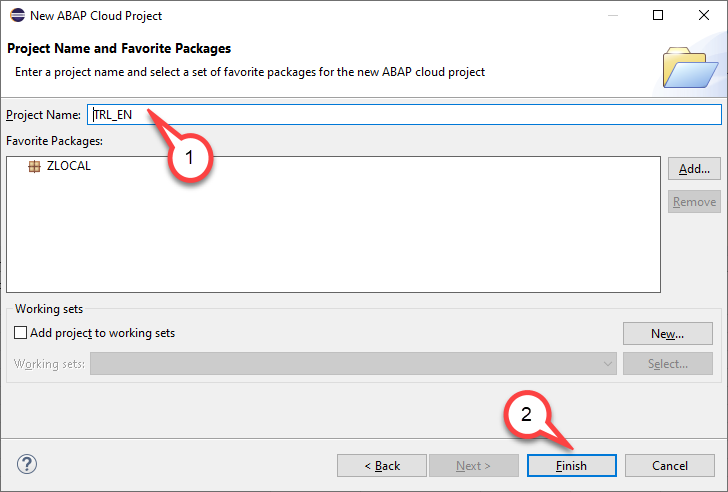 New ABAP Cloud Project
Project Name and Favorite Packages
Enter a project name and select a set of favorite packages for the new ABAP cloud project
Project Name: TRL_EN
1
Favorite Packages:
ZLOCAL
Add...
Remove
Working sets
Add project to working sets
New...
Working sets:
Select...
2
?
< Back
Next >
Finish
Cancel